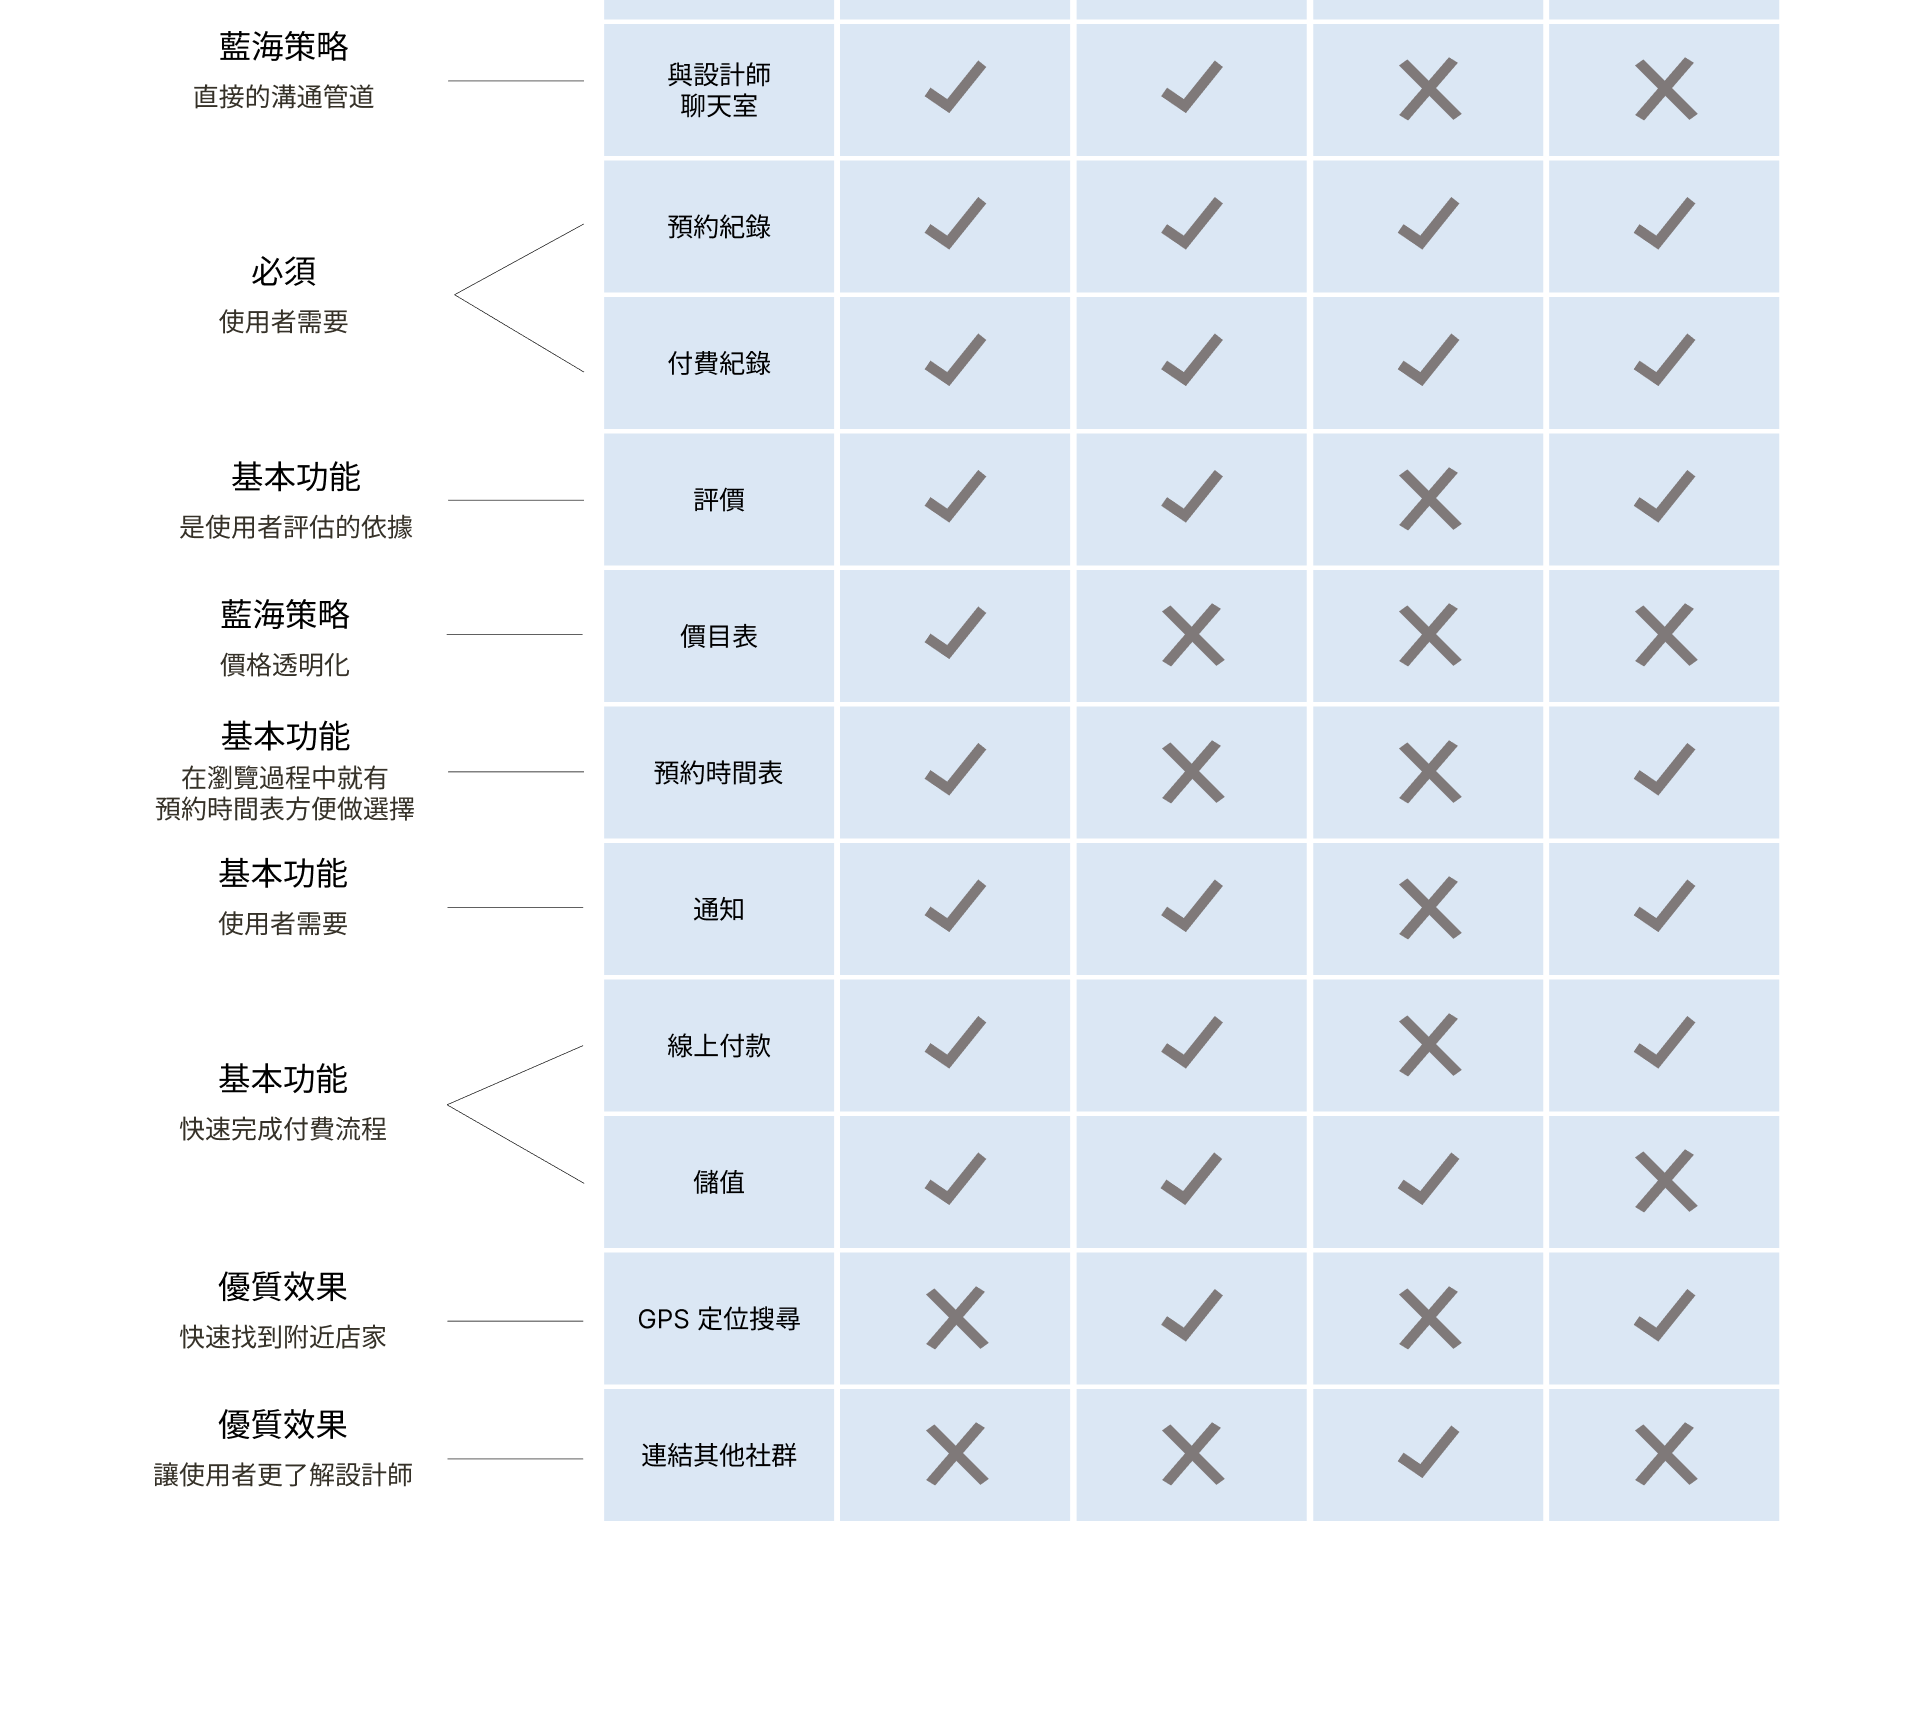 藍海策略
直接的溝通管道
與設計師
聊天室
必須
使用者需要
預約紀錄
付費紀錄
基本功能
是使用者評估的依據
評價
藍海策略
價格透明化
價目表
基本功能
在瀏覽過程中就有
預約時間表方便做選擇
預約時間表
基本功能
使用者需要
通知
基本功能
快速完成付費流程
線上付款
儲值
優質效果
快速找到附近店家
GPS 定位搜尋
優質效果
讓使用者更了解設計師
連結其他社群